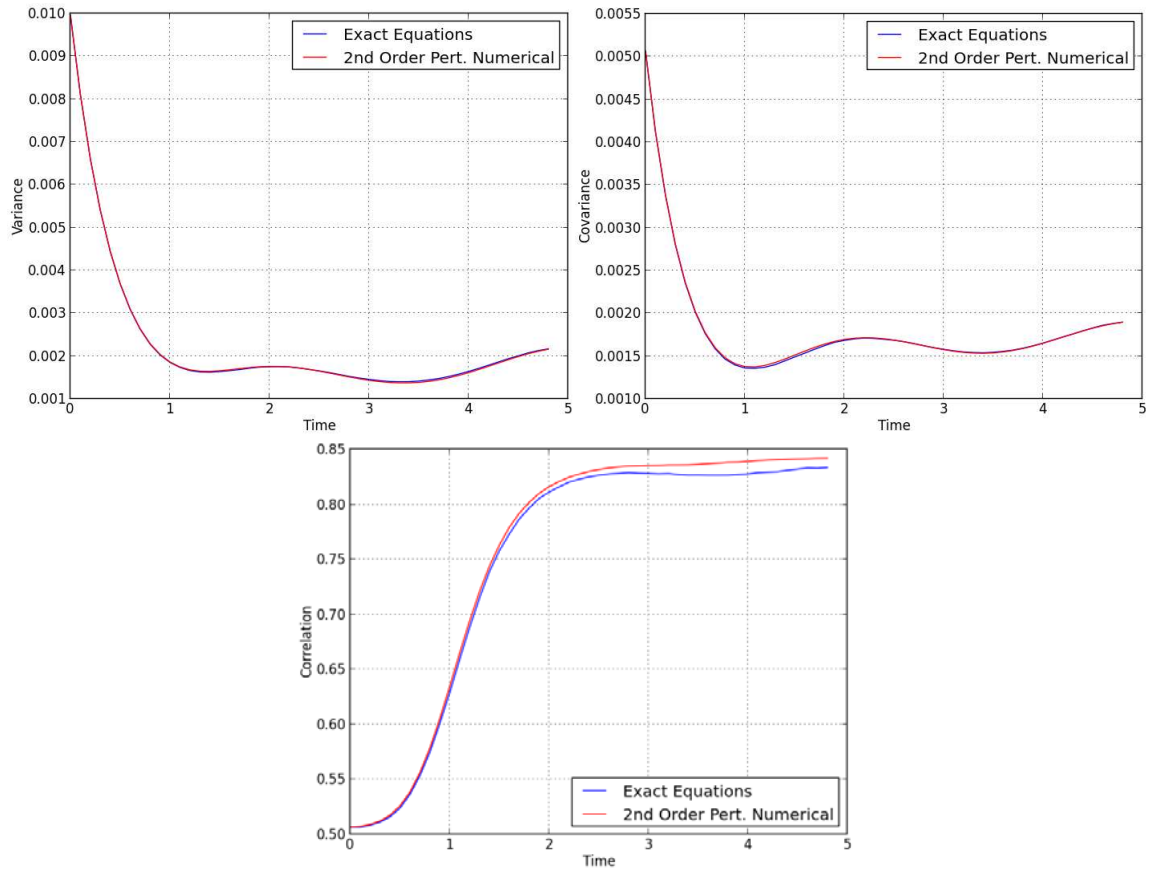 0.010
0.009
0.008
0.007
0.006
0.005
0.004
0.003
0.002
0.001
Variance
0 1 2 3 4 5
Time
Exact Equations
2nd Order Pert. Numerical
0.0055
0.0050
0.0045
0.0040
0.0035
0.0030
0.0025
0.0020
0.0015
0.0010
Covariance
0 1 2 3 4 5
Time
Exact Equations
2nd Order Pert. Numerical
0.85
0.80
0.75
0.70
0.65
0.60
0.55
0.50
Correlation
0 1 2 3 4 5
Time
Exact Equations
2nd Order Pert. Numerical